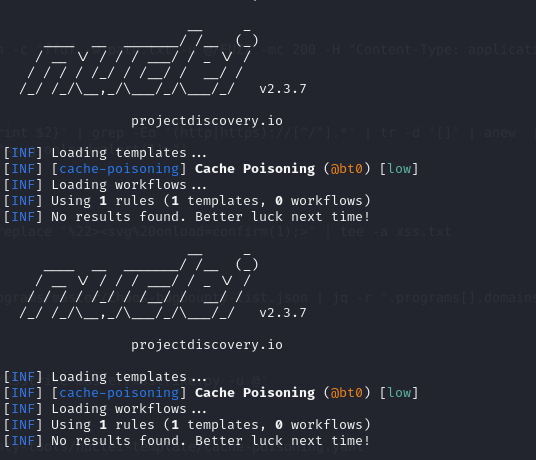 v2.3.7
projectdiscovery.io
[INF] Loading templates...
[INF] [cache-poisoning] Cache Poisoning (@bt0) [low]
[INF] Loading workflows...
[INF] Using 1 rules (1 templates, 0 workflows)
[INF] No results found. Better luck next time!
v2.3.7
projectdiscovery.io
[INF] Loading templates...
[INF] [cache-poisoning] Cache Poisoning (@bt0) [low]
[INF] Loading workflows...
[INF] Using 1 rules (1 templates, 0 workflows)
[INF] No results found. Better luck next time!